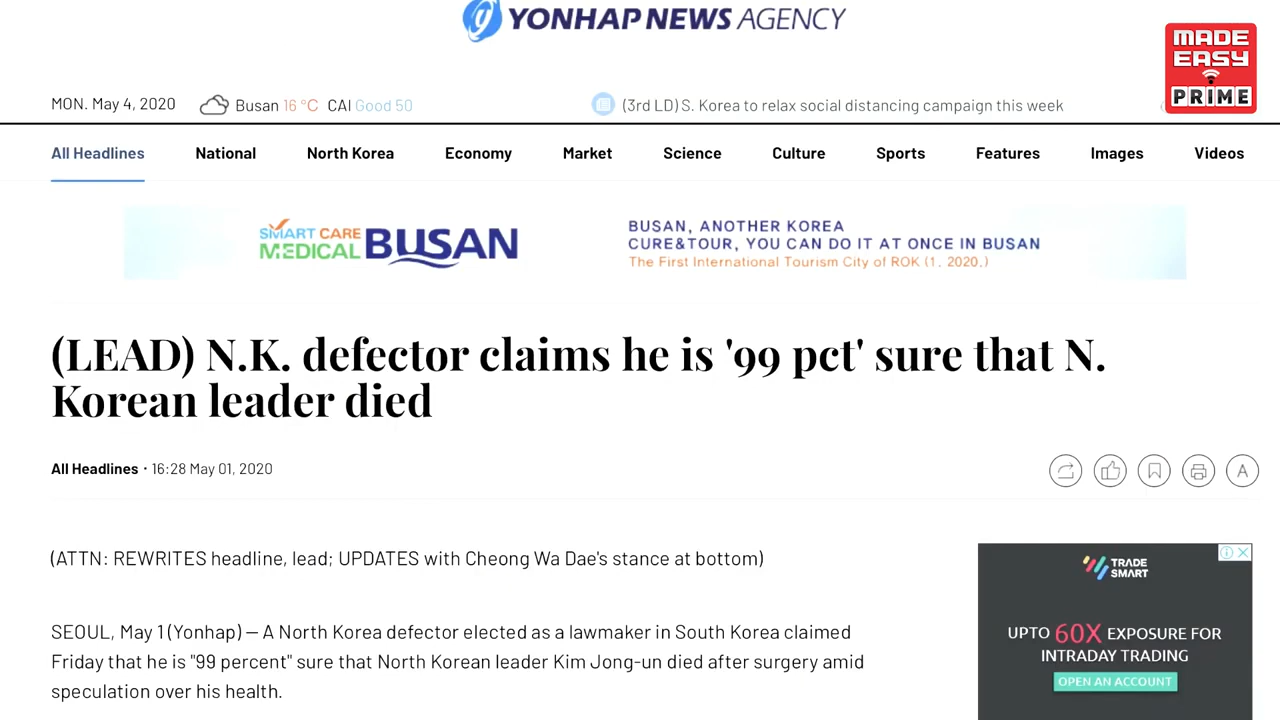 YONHAP NEWS AGENCY
MADE
EASY
PRIME
MON. May 4, 2020
Busan 16 °C CAI Good 50
(3rd LD) S. Korea to relax social distancing campaign this week
All Headlines National North Korea Economy Market Science Culture Sports Features Images Videos
SMART CARE
MEDICAL BUSAN
BUSAN, ANOTHER KOREA
CURE&TOUR, YOU CAN DO IT AT ONCE IN BUSAN
The First International Tourism City of ROK (1. 2020.)
(LEAD) N.K. defector claims he is '99 pct' sure that N.
Korean leader died
All Headlines · 16:28 May 01, 2020
A
(ATTN: REWRITES headline, lead; UPDATES with Cheong Wa Dae's stance at bottom)
SEOUL, May 1 (Yonhap) — A North Korea defector elected as a lawmaker in South Korea claimed
Friday that he is "99 percent" sure that North Korean leader Kim Jong-un died after surgery amid
speculation over his health.
TRADE
SMART
UPTO 60X EXPOSURE FOR
INTRADAY TRADING
OPEN AN ACCOUNT